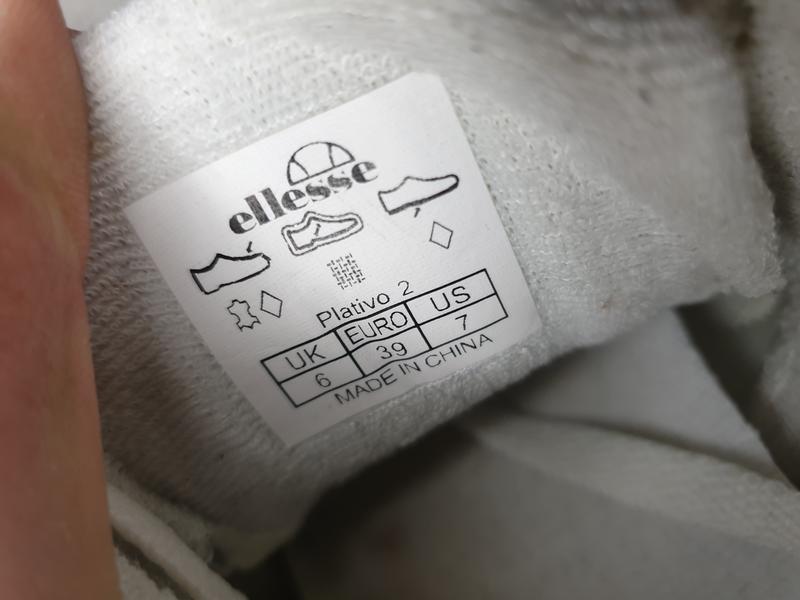 ellesse
Plativo 2
UK EURO US
6 39 7
MADE IN CHINA